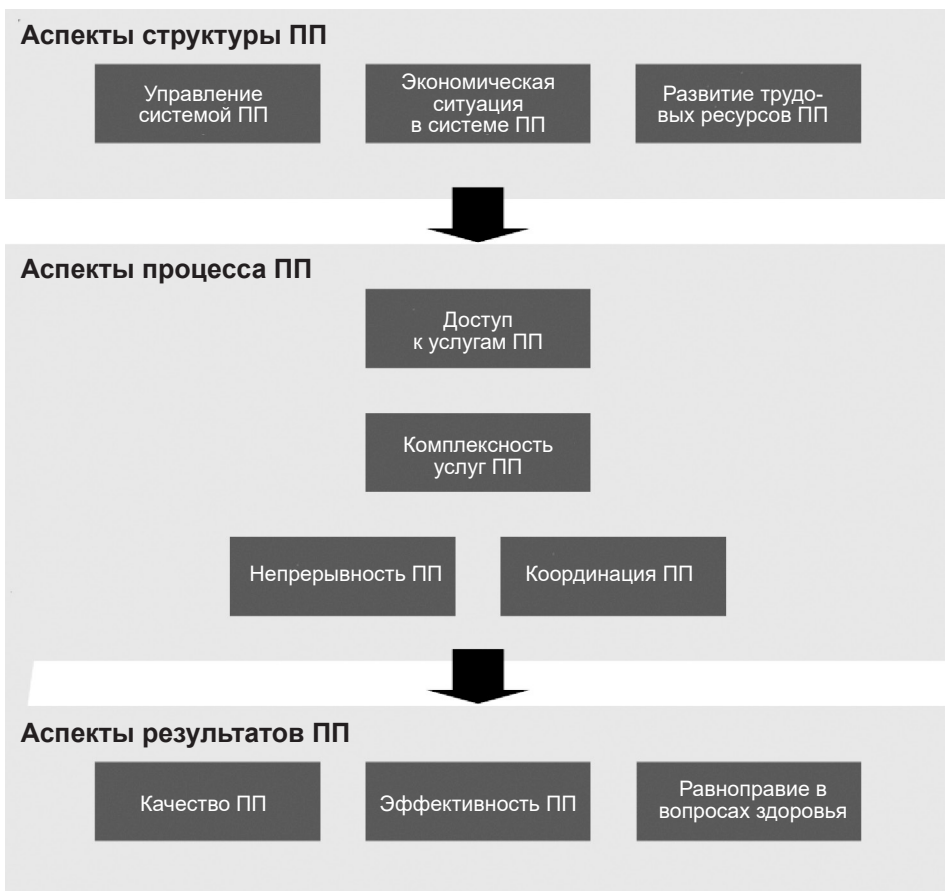 Аспекты структуры ПП
Управление
системой ПП
Экономическая
ситуация
в системе ПП
Развитие трудо-
вых ресурсов ПП
Аспекты процесса ПП
Доступ
к услугам ПП
Комплексность
услуг ПП
Непрерывность ПП
Координация ПП
Аспекты результатов ПП
Качество ПП
Эффективность ПП
Равноправие в
вопросах здоровья